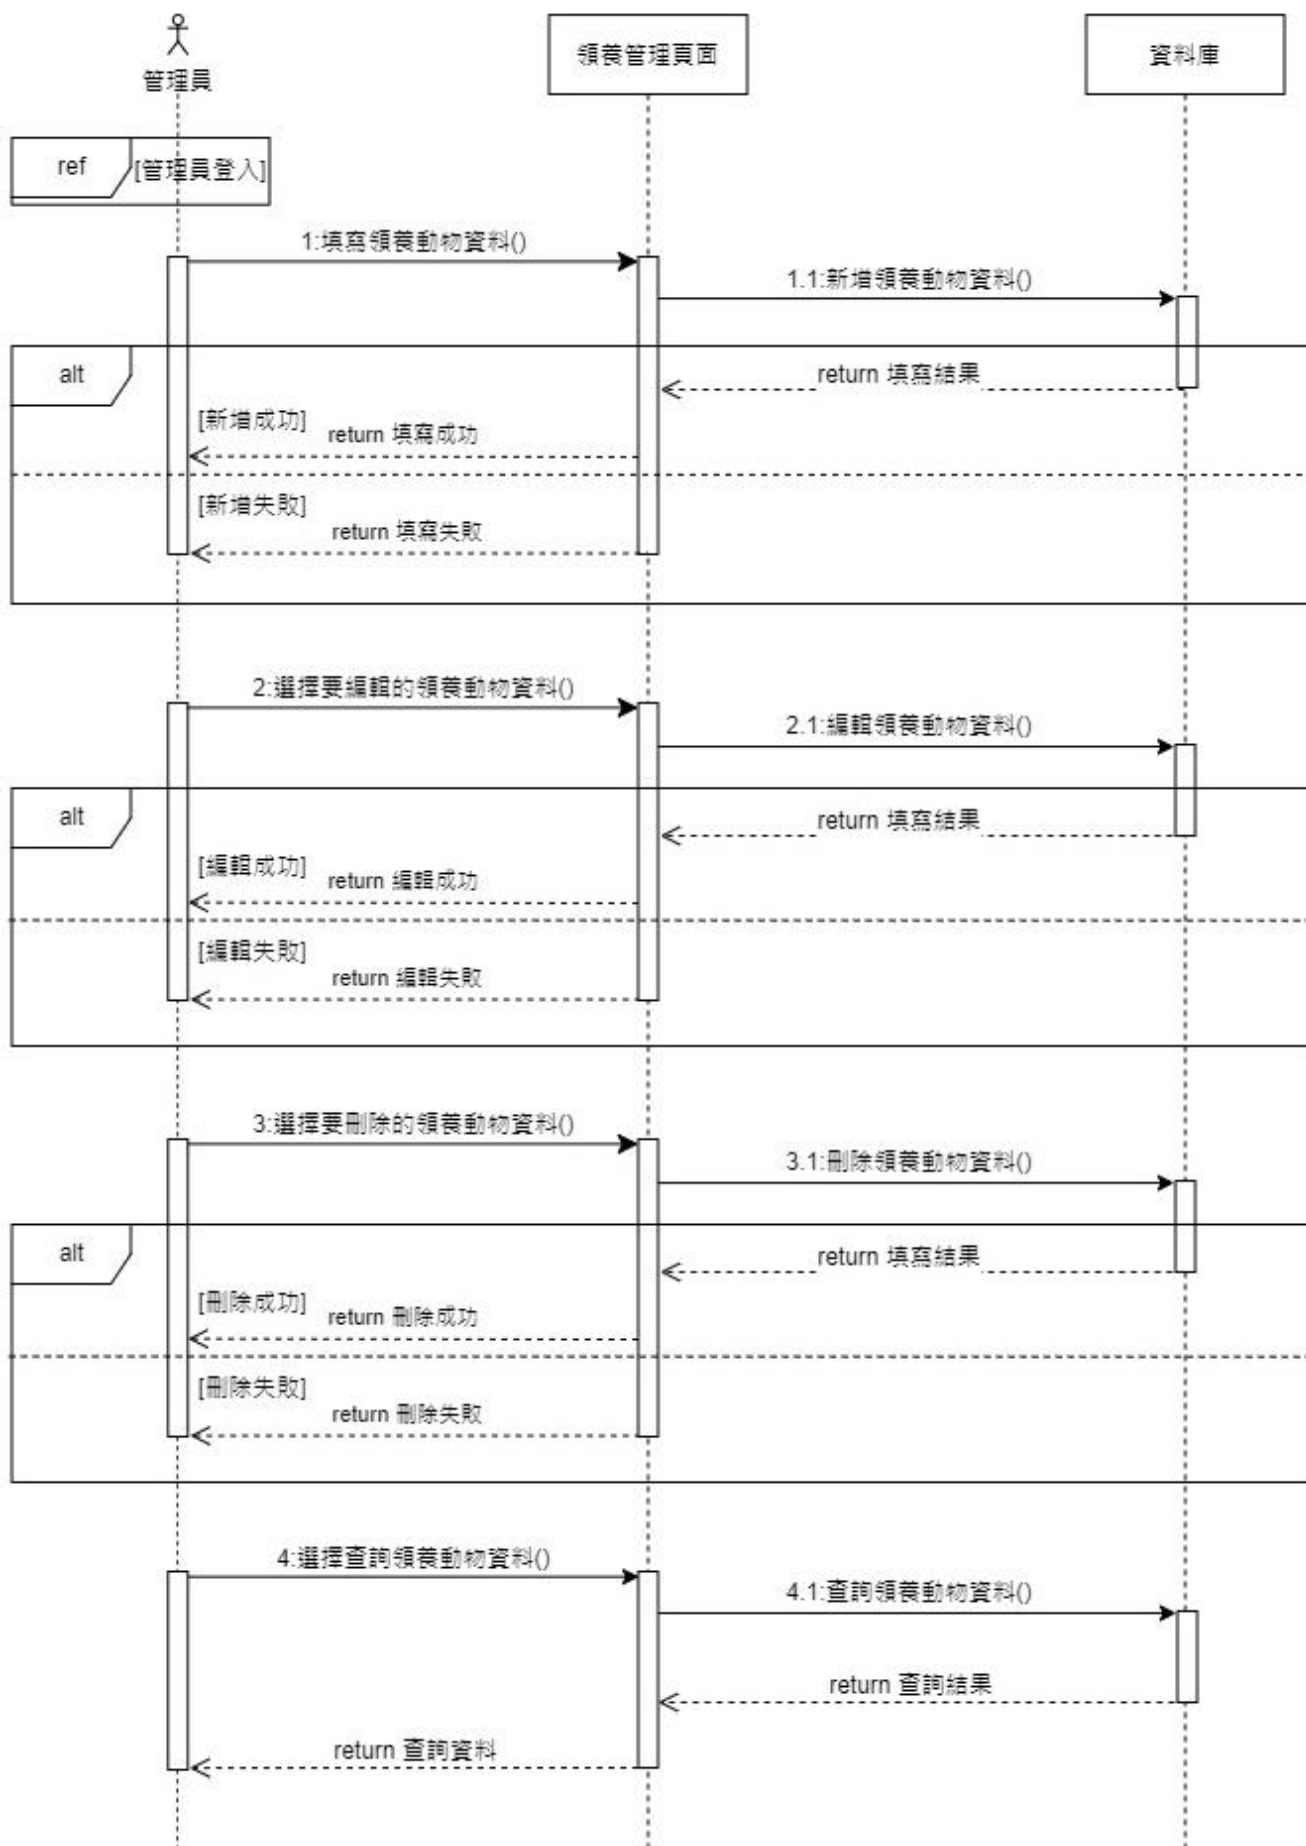 管理員
領養管理頁面
資料庫
ref
[管理員登入]
1:填寫領養動物資料()
1.1:新增領養動物資料()
alt
return 填寫結果
[新增成功]
return 填寫成功
[新增失敗]
return 填寫失敗
2:選擇要編輯的領養動物資料()
2.1:編輯領養動物資料()
alt
return 填寫結果
[編輯成功]
return 編輯成功
[編輯失敗]
return 編輯失敗
3:選擇要刪除的領養動物資料()
3.1:刪除領養動物資料()
alt
return 填寫結果
[刪除成功]
return 刪除成功
[刪除失敗]
return 刪除失敗
4:選擇查詢領養動物資料()
4.1:查詢領養動物資料()
return 查詢結果
return 查詢資料